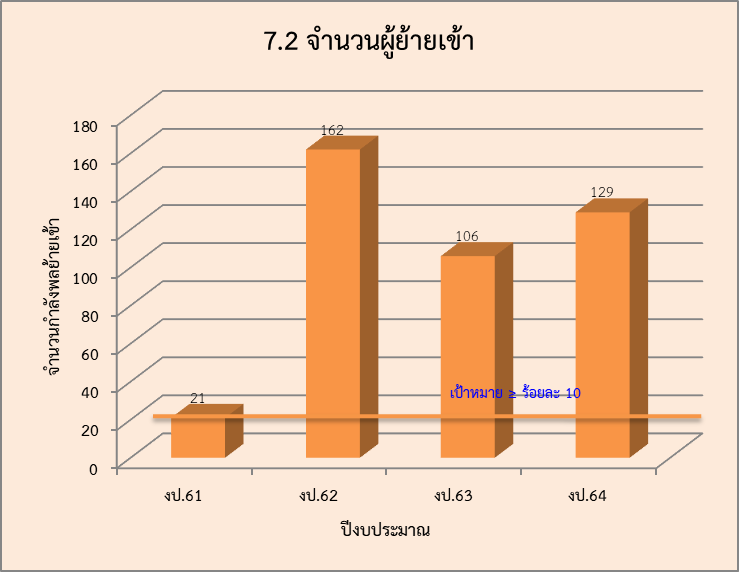 7.2 จำนวนผู้ย้ายเข้า
จำนวนกำลังพลย้ายเข้า
180
160
140
120
100
80
60
40
20
0
21
162
106
129
เป้าหมาย ≥ ร้อยละ 10
งป.61
งป.62
งป.63
งป.64
ปีงบประมาณ